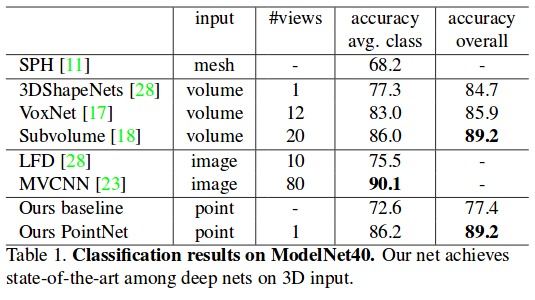 input #views accuracy accuracy
avg. class overall
SPH [11] mesh - 68.2 -
3DShapeNets [28] volume 1 77.3 84.7
VoxNet [17] volume 12 83.0 85.9
Subvolume [18] volume 20 86.0 89.2
LFD [28] image 10 75.5 -
MVCNN [23] image 80 90.1 -
Ours baseline point - 72.6 77.4
Ours PointNet point 1 86.2 89.2
Table 1. Classification results on ModelNet40. Our net achieves
state-of-the-art among deep nets on 3D input.